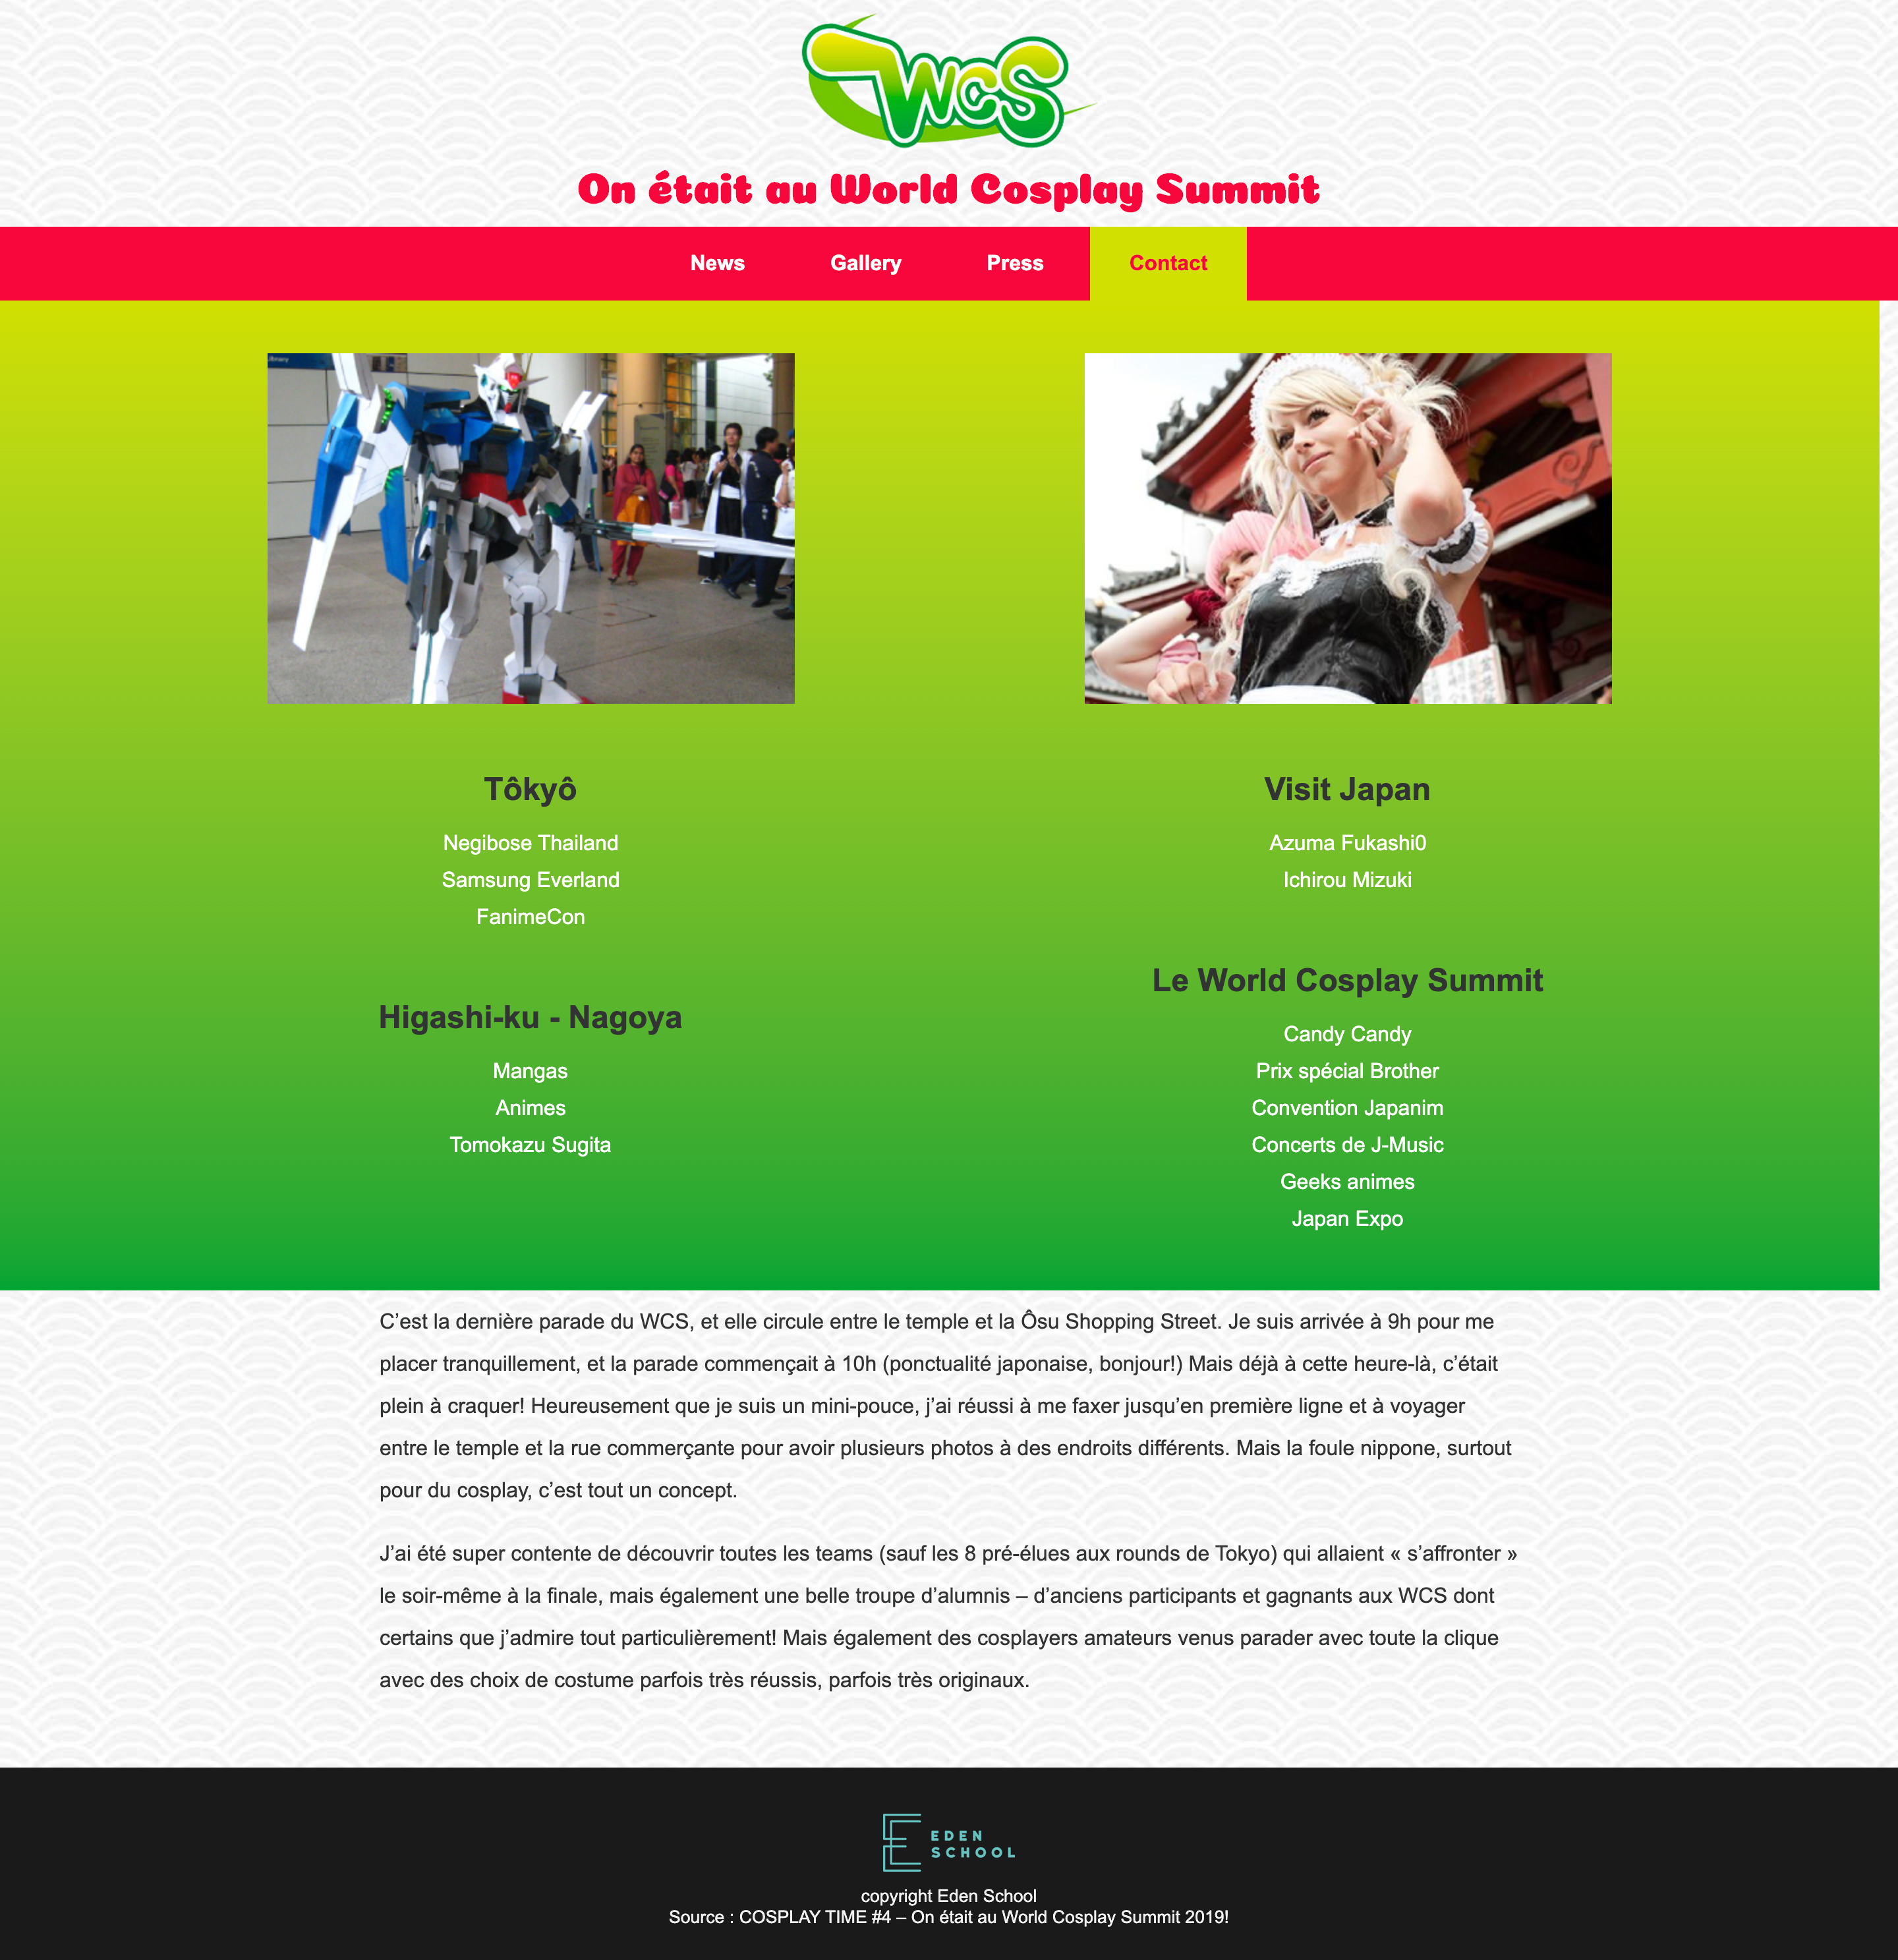 WCS
On était au World Cosplay Summit
News Gallery Press Contact
library
Tôkyô
Negibose Thailand
Samsung Everland
FanimeCon
Higashi-ku - Nagoya
Mangas
Animes
Tomokazu Sugita
Visit Japan
Azuma Fukashi0
Ichirou Mizuki
Le World Cosplay Summit
Candy Candy
Prix spécial Brother
Convention Japanim
Concerts de J-Music
Geeks animes
Japan Expo
C’est la dernière parade du WCS, et elle circule entre le temple et la Ôsu Shopping Street. Je suis arrivée à 9h pour me
placer tranquillement, et la parade commençait à 10h (ponctualité japonaise, bonjour!) Mais déjà à cette heure-là, c’était
plein à craquer! Heureusement que je suis un mini-pouce, j’ai réussi à me faxer jusqu’en première ligne et à voyager
entre le temple et la rue commerçante pour avoir plusieurs photos à des endroits différents. Mais la foule nippone, surtout
pour du cosplay, c’est tout un concept.
J’ai été super contente de découvrir toutes les teams (sauf les 8 pré-élues aux rounds de Tokyo) qui allaient « s’affronter »
le soir-même à la finale, mais également une belle troupe d’alumnis – d’anciens participants et gagnants aux WCS dont
certains que j’admire tout particulièrement! Mais également des cosplayers amateurs venus parader avec toute la clique
avec des choix de costume parfois très réussis, parfois très originaux.
EDEN
SCHOOL
copyright Eden School
Source : COSPLAY TIME #4 – On était au World Cosplay Summit 2019!